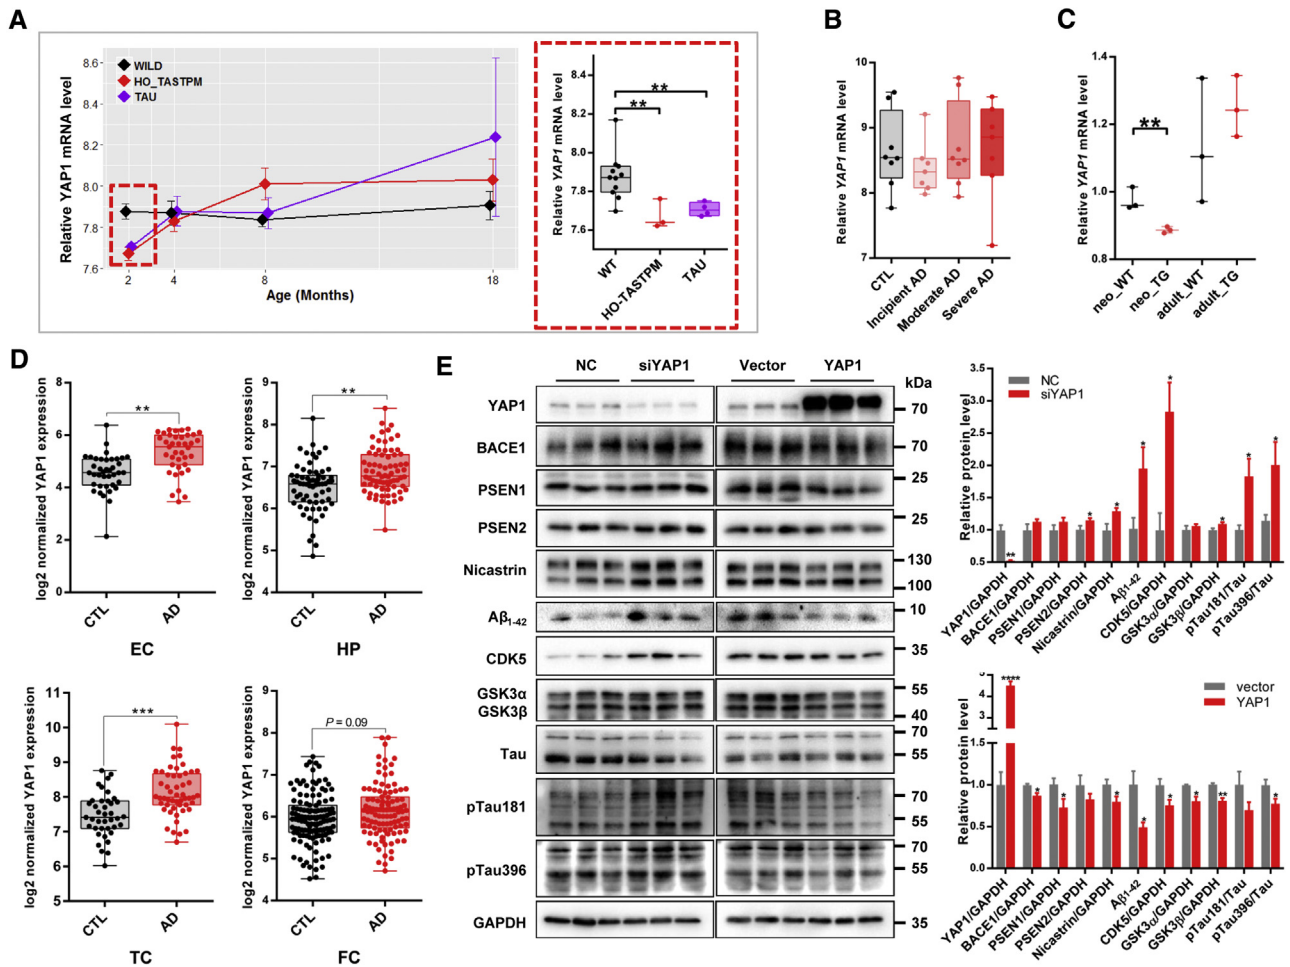 A
Relative YAP1 mRNA level
8.6
8.4
8.2
8.0
7.8
7.6
WILD
HO_TASTPM
TAU
2
4
8
18
Age (Months)
Relative YAP1 mRNA level
8.4
8.2
8.0
7.8
7.6
**
**
WT
HO-TASTPM
TAU
B
Relative YAP1 mRNA level
10
9
8
7
CTL
Incipient AD
Moderate AD
Severe AD
C
Relative YAP1 mRNA level
1.4
1.2
1.0
0.8
**
neo_WT
neo_TG
adult_WT
adult_TG
D
log2 normalized YAP1 expression
8
6
4
2
0
**
CTL
AD
EC
log2 normalized YAP1 expression
9
8
7
6
5
4
**
CTL
AD
HP
log2 normalized YAP1 expression
11
10
9
8
7
6
5
***
CTL
AD
TC
log2 normalized YAP1 expression
9
8
7
6
5
4
P = 0.09
CTL
AD
FC
E
NC siYAP1 Vector YAP1
kDa
YAP1 70
BACE1 70
PSEN1 25
PSEN2 25
Nicastrin 130
100
Aβ1-42 10
CDK5 35
GSK3α 55
GSK3β 40
Tau 70
55
pTau181 70
55
pTau396 70
55
GAPDH 35
Relative protein level
3.5
3.0
2.5
2.0
1.5
1.0
0.5
NC
siYAP1
**
*
*
*
*
*
*
*
YAP1/GAPDH
BACE1/GAPDH
PSEN1/GAPDH
PSEN2/GAPDH
Nicastrin/GAPDH
Aβ1-42
CDK5/GAPDH
GSK3α/GAPDH
GSK3β/GAPDH
pTau181/Tau
pTau396/Tau
Relative protein level
5
4
3
2
1.5
1.0
0.5
0.0
vector
YAP1
****
*
*
*
*
*
*
**
*
YAP1/GAPDH
BACE1/GAPDH
PSEN1/GAPDH
PSEN2/GAPDH
Nicastrin/GAPDH
Aβ1-42
CDK5/GAPDH
GSK3α/GAPDH
GSK3β/GAPDH
pTau181/Tau
pTau396/Tau